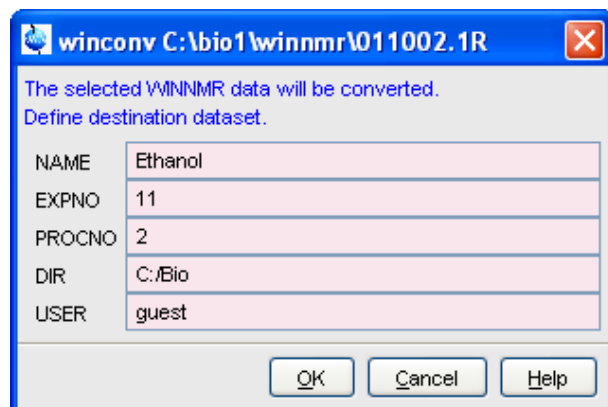 winconv C:\bio1\winnmr\011002.1R
The selected WINNMR data will be converted.
Define destination dataset.
NAME Ethanol
EXPNO 11
PROCNO 2
DIR C:/Bio
USER guest
OK Cancel Help